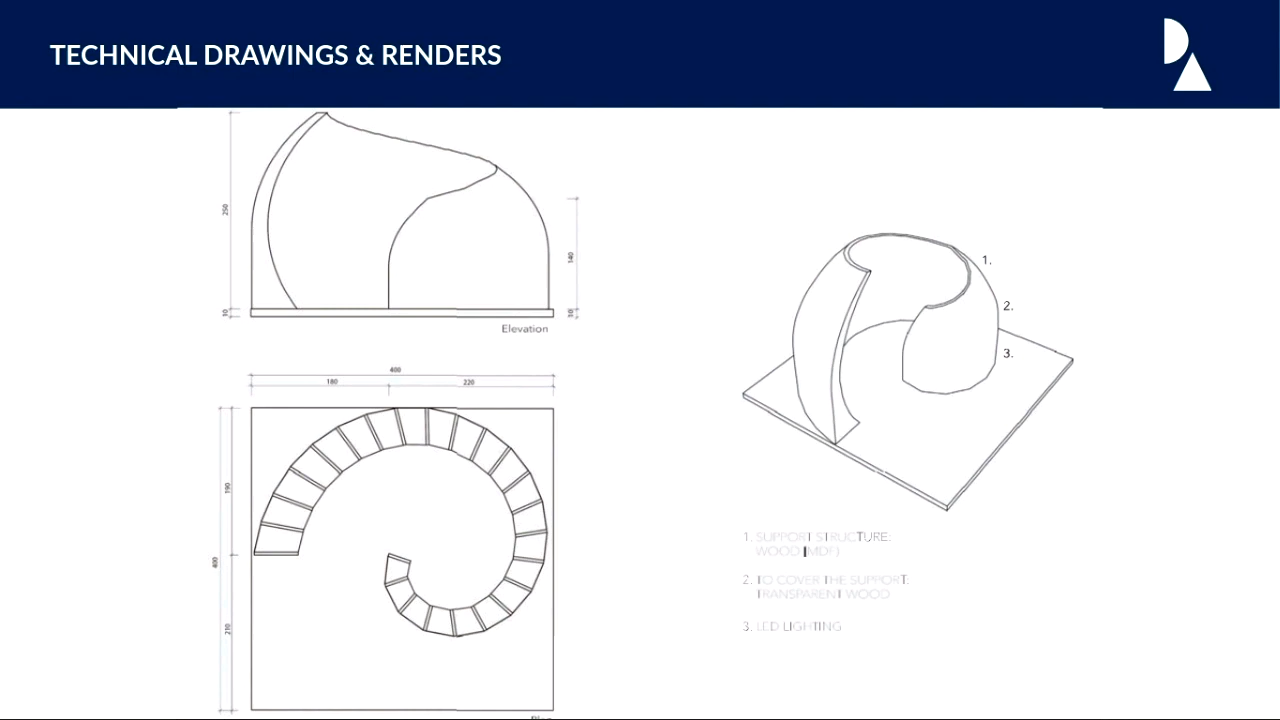 TECHNICAL DRAWINGS & RENDERS
250
10
140
10
Elevation
400
180
220
190
400
210
1.
2.
3.
1. SUPPORT STRUCTURE:
WOOD (MDF)
2. TO COVER THE SUPPORT:
TRANSPARENT WOOD
3. LED LIGHTING